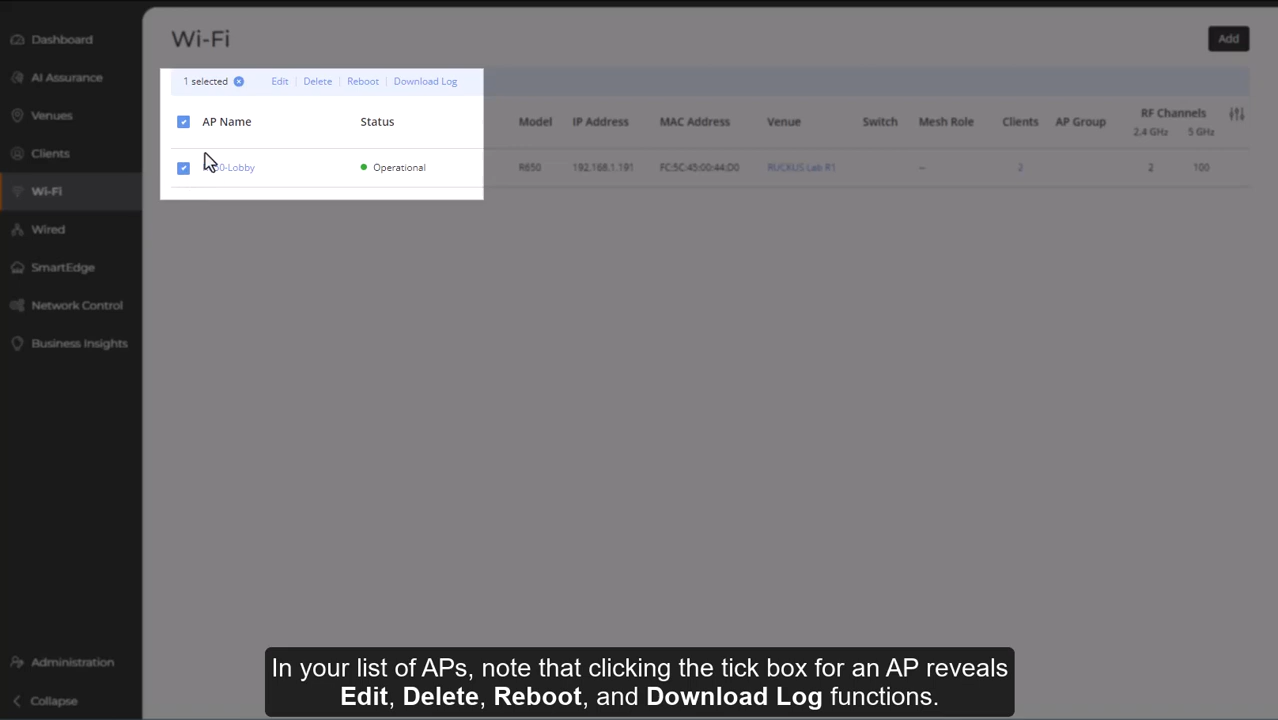 Wi-Fi
Add
Dashboard
AI Assurance
Venues
Clients
Wi-Fi
Wired
SmartEdge
Network Control
Business Insights
Administration
Collapse
1 selected Edit Delete Reboot Download Log
AP Name Status Model IP Address MAC Address Venue Switch Mesh Role Clients AP Group RF Channels
2.4 GHz 5 GHz
0-Lobby Operational R650 192.168.1.191 FC:5C:45:00:44:D0 RUCKUS Lab R1 -- 2 2 100
In your list of APs, note that clicking the tick box for an AP reveals
Edit, Delete, Reboot, and Download Log functions.